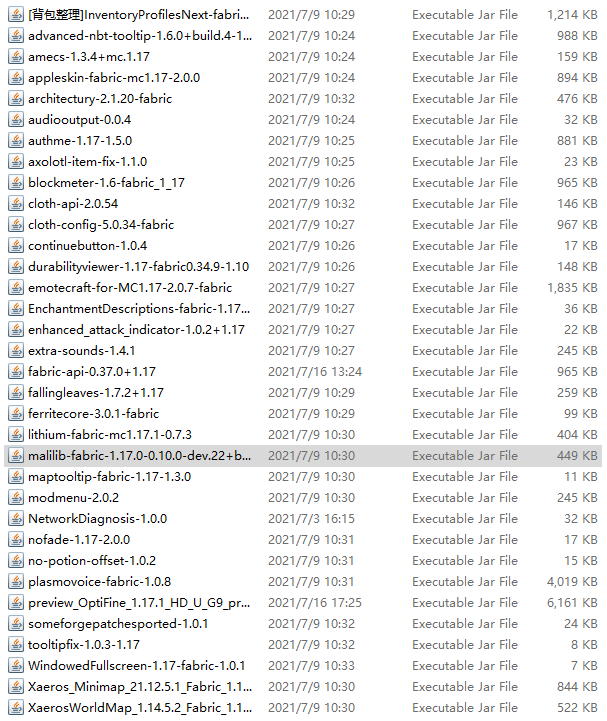 [背包整理]InventoryProfilesNext-fabri... 2021/7/9 10:29 Executable Jar File 1,214 KB
advanced-nbt-tooltip-1.6.0+build.4-1... 2021/7/9 10:24 Executable Jar File 988 KB
amecs-1.3.4+mc.1.17 2021/7/9 10:24 Executable Jar File 159 KB
appleskin-fabric-mc1.17-2.0.0 2021/7/9 10:24 Executable Jar File 894 KB
architectury-2.1.20-fabric 2021/7/9 10:32 Executable Jar File 476 KB
audiooutput-0.0.4 2021/7/9 10:24 Executable Jar File 32 KB
authme-1.17-1.5.0 2021/7/9 10:25 Executable Jar File 881 KB
axolotl-item-fix-1.1.0 2021/7/9 10:25 Executable Jar File 23 KB
blockmeter-1.6-fabric_1_17 2021/7/9 10:26 Executable Jar File 965 KB
cloth-api-2.0.54 2021/7/9 10:32 Executable Jar File 146 KB
cloth-config-5.0.34-fabric 2021/7/9 10:27 Executable Jar File 967 KB
continuebutton-1.0.4 2021/7/9 10:26 Executable Jar File 17 KB
durabilityviewer-1.17-fabric0.34.9-1.10 2021/7/9 10:26 Executable Jar File 148 KB
emotecraft-for-MC1.17-2.0.7-fabric 2021/7/9 10:27 Executable Jar File 1,835 KB
EnchantmentDescriptions-fabric-1.17... 2021/7/9 10:27 Executable Jar File 36 KB
enhanced_attack_indicator-1.0.2+1.17 2021/7/9 10:27 Executable Jar File 22 KB
extra-sounds-1.4.1 2021/7/9 10:27 Executable Jar File 245 KB
fabric-api-0.37.0+1.17 2021/7/16 13:24 Executable Jar File 965 KB
fallingleaves-1.7.2+1.17 2021/7/9 10:29 Executable Jar File 259 KB
ferritecore-3.0.1-fabric 2021/7/9 10:29 Executable Jar File 99 KB
lithium-fabric-mc1.17.1-0.7.3 2021/7/9 10:30 Executable Jar File 404 KB
malilib-fabric-1.17.0-0.10.0-dev.22+b... 2021/7/9 10:30 Executable Jar File 449 KB
maptooltip-fabric-1.17-1.3.0 2021/7/9 10:30 Executable Jar File 11 KB
modmenu-2.0.2 2021/7/9 10:30 Executable Jar File 245 KB
NetworkDiagnosis-1.0.0 2021/7/3 16:15 Executable Jar File 32 KB
nofade-1.17-2.0.0 2021/7/9 10:31 Executable Jar File 17 KB
no-potion-offset-1.0.2 2021/7/9 10:31 Executable Jar File 15 KB
plasmovoice-fabric-1.0.8 2021/7/9 10:31 Executable Jar File 4,019 KB
preview_OptiFine_1.17.1_HD_U_G9_pr... 2021/7/16 17:25 Executable Jar File 6,161 KB
someforgepatchesported-1.0.1 2021/7/9 10:32 Executable Jar File 24 KB
tooltipfix-1.0.3-1.17 2021/7/9 10:32 Executable Jar File 8 KB
WindowedFullscreen-1.17-fabric-1.0.1 2021/7/9 10:33 Executable Jar File 7 KB
Xaeros_Minimap_21.12.5.1_Fabric_1.1... 2021/7/9 10:30 Executable Jar File 844 KB
XaerosWorldMap_1.14.5.2_Fabric_1.1... 2021/7/9 10:30 Executable Jar File 522 KB